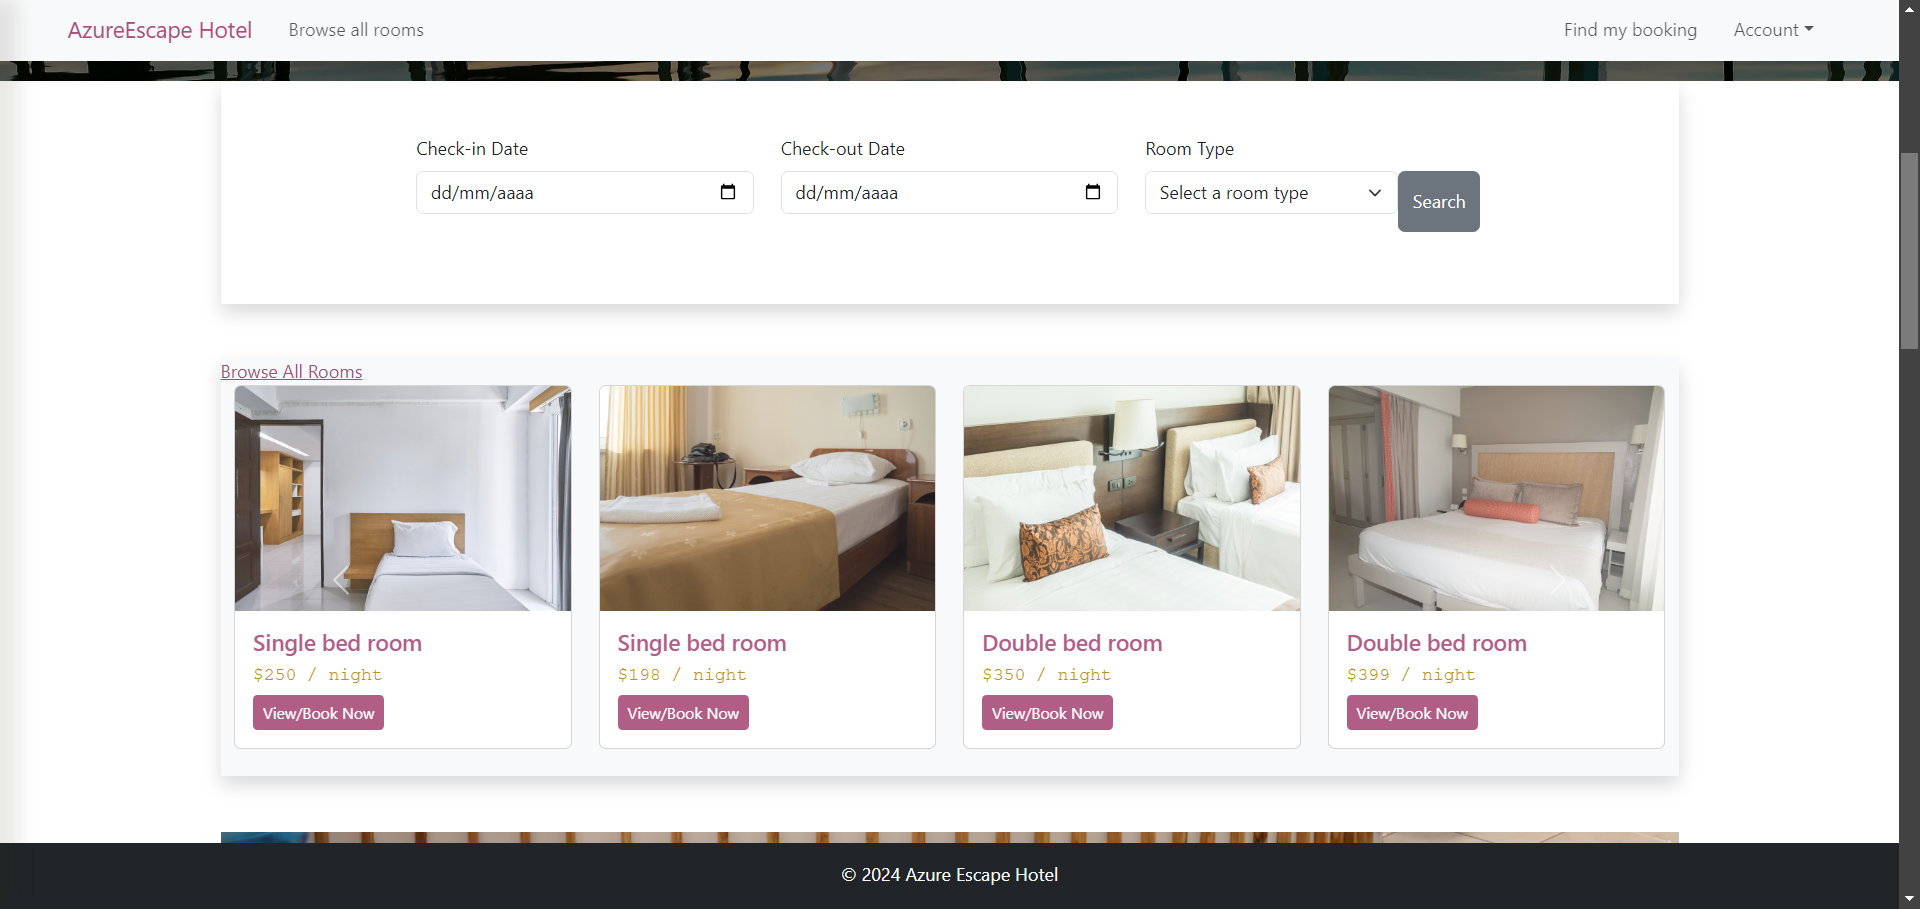 AzureEscape Hotel Browse all rooms Find my booking Account
Check-in Date Check-out Date Room Type
dd/mm/aaaa dd/mm/aaaa Select a room type Search
Browse All Rooms
Single bed room Single bed room Double bed room Double bed room
$250 / night $198 / night $350 / night $399 / night
View/Book Now View/Book Now View/Book Now View/Book Now
© 2024 Azure Escape Hotel